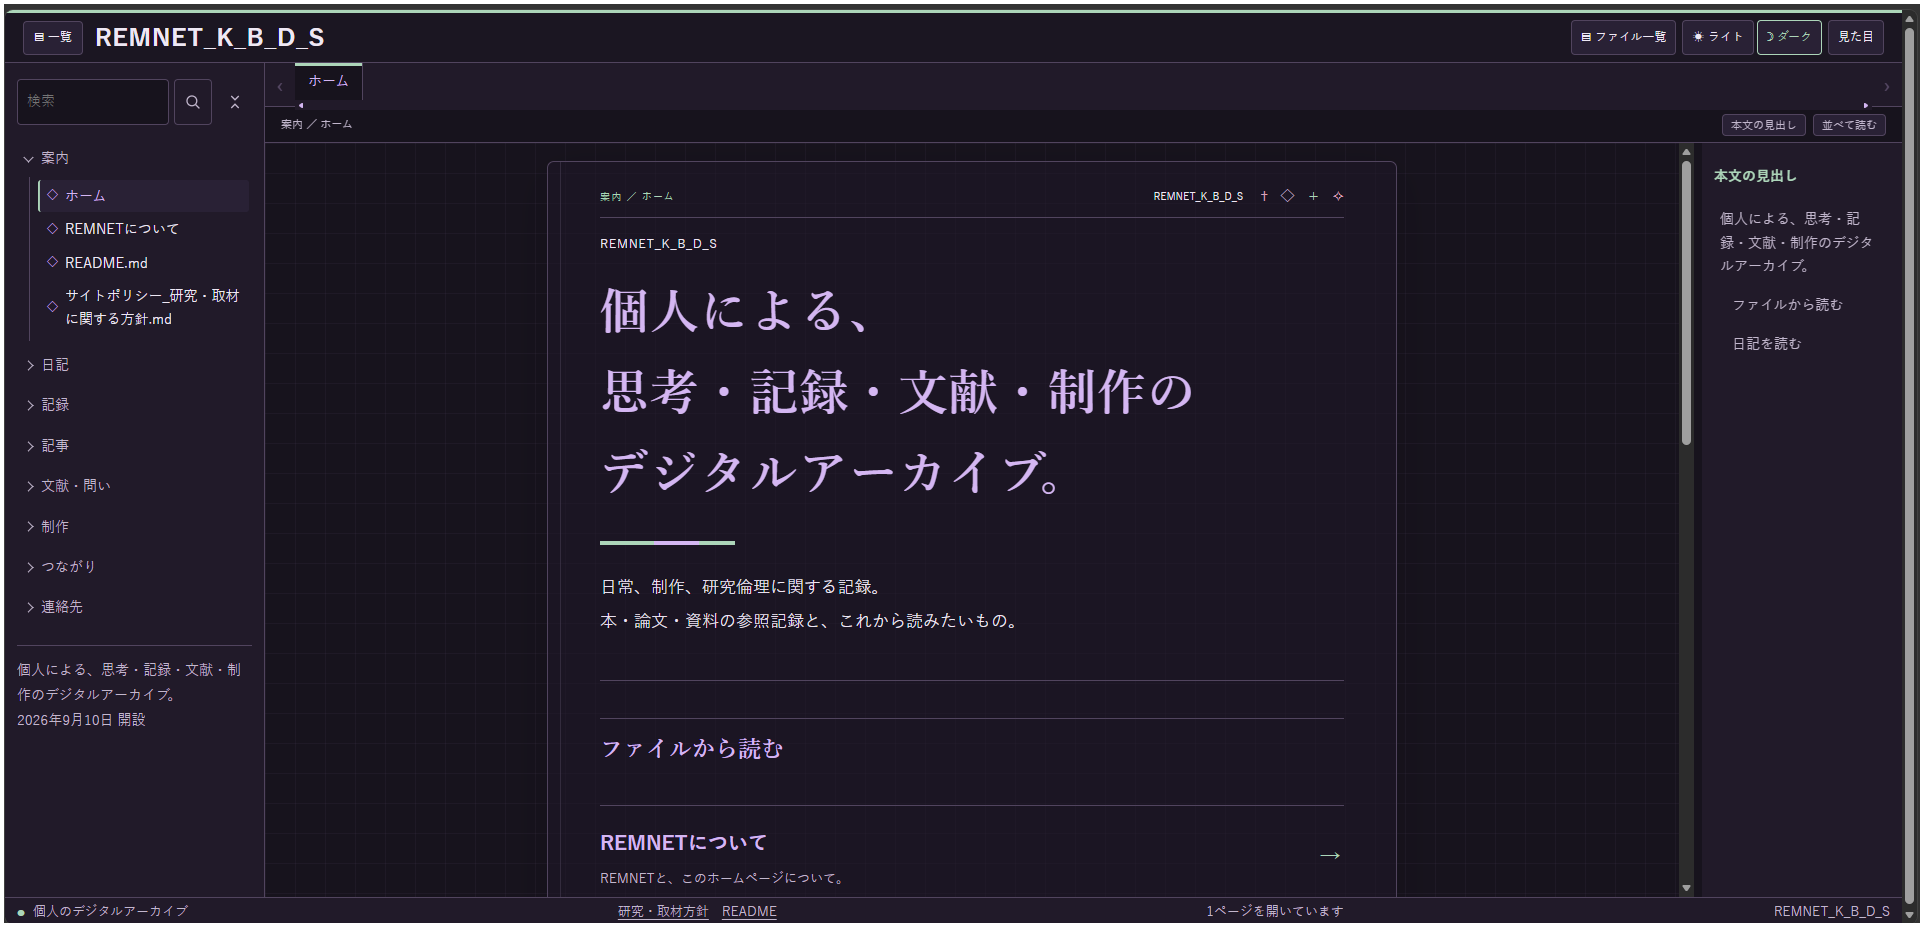 一覧
REMNET_K_B_D_S
ファイル一覧
ライト
ダーク
見た目
検索
ホーム
案内 ／ ホーム
本文の見出し
並べて読む
案内
ホーム
REMNETについて
README.md
サイトポリシー_研究・取材
に関する方針.md
日記
記録
記事
文献・問い
制作
つながり
連絡先
個人による、思考・記録・文献・制
作のデジタルアーカイブ。
2026年9月10日 開設
案内 ／ ホーム
REMNET_K_B_D_S † ◇ + ✧
REMNET_K_B_D_S
個人による、
思考・記録・文献・制作の
デジタルアーカイブ。
日常、制作、研究倫理に関する記録。
本・論文・資料の参照記録と、これから読みたいもの。
ファイルから読む
REMNETについて
→
REMNETと、このホームページについて。
本文の見出し
個人による、思考・記
録・文献・制作のデジタ
ルアーカイブ。
ファイルから読む
日記を読む
個人のデジタルアーカイブ
研究・取材方針
README
1ページを開いています
REMNET_K_B_D_S